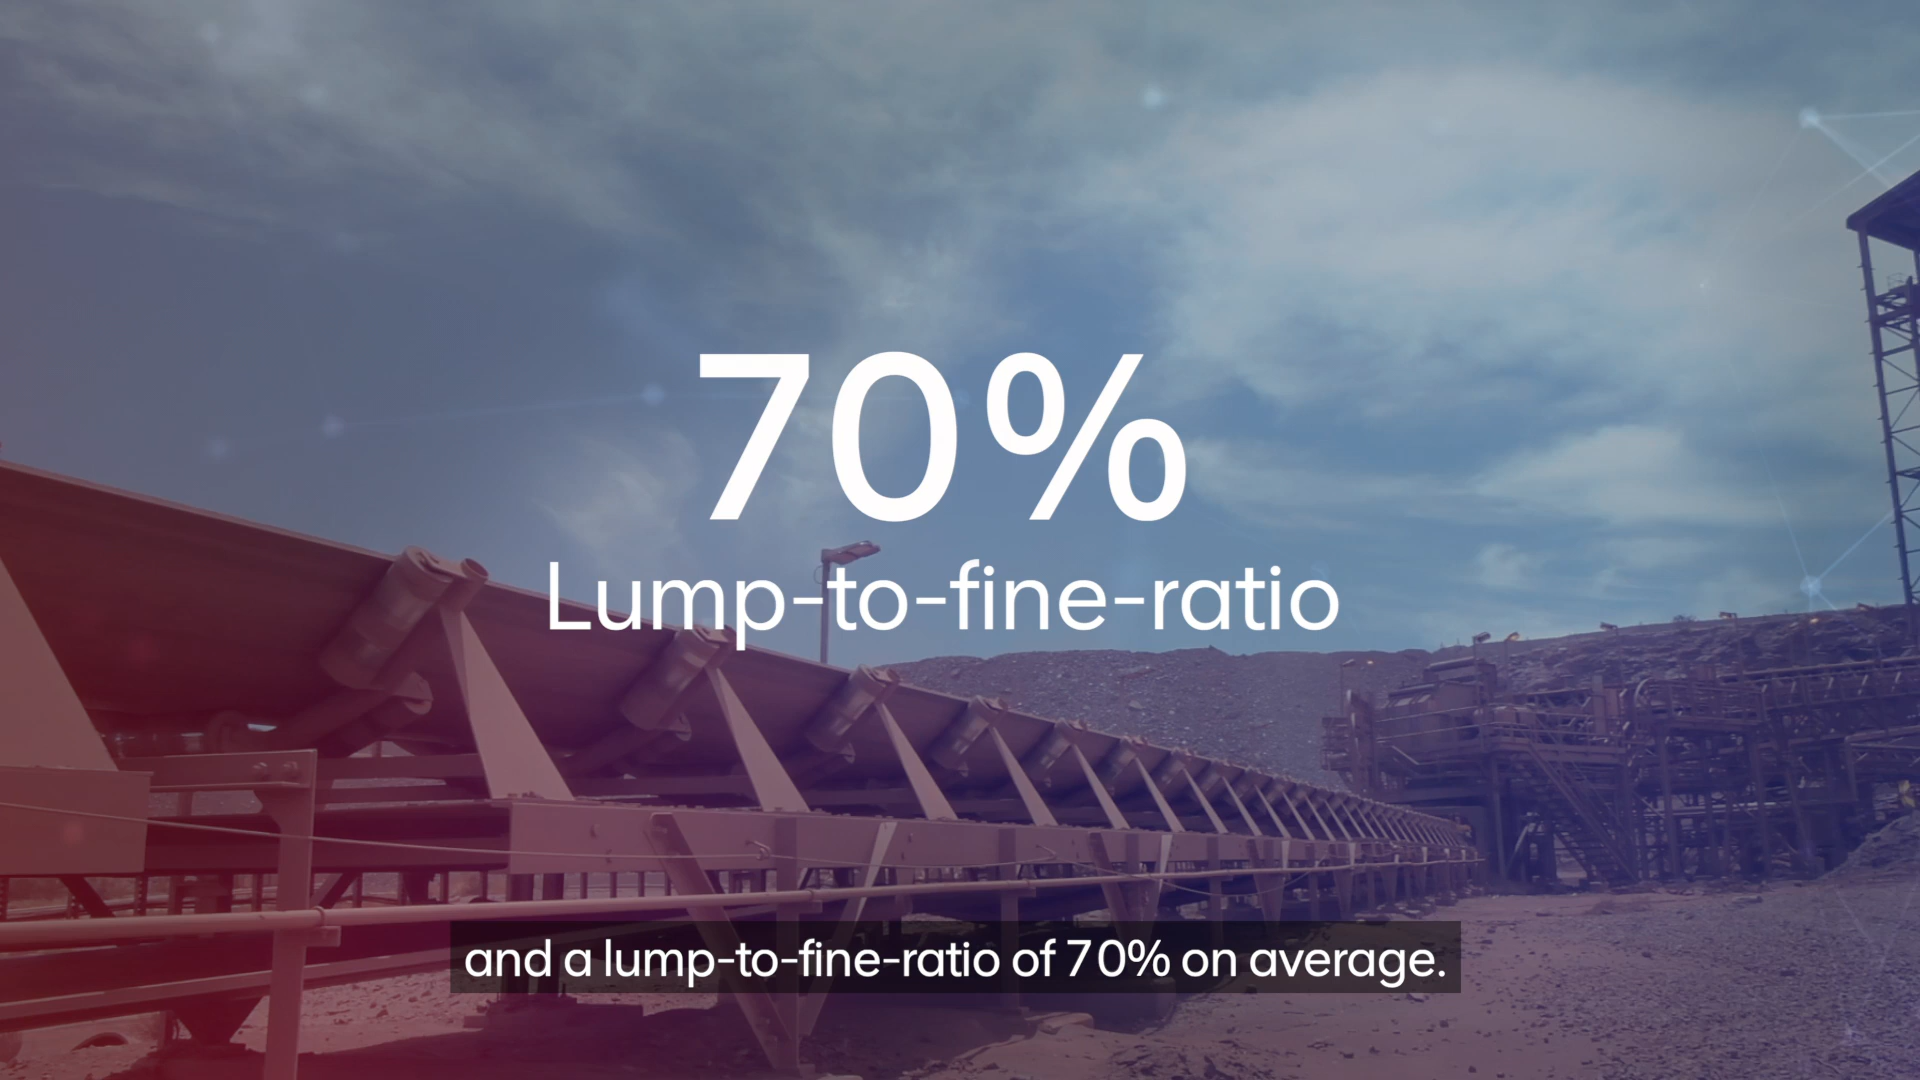 70%
Lump-to-fine-ratio
and a lump-to-fine-ratio of 70% on average.